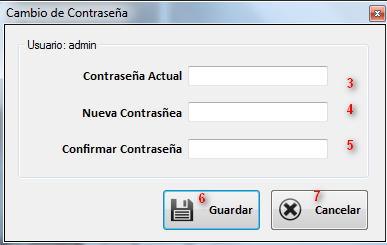 Cambio de Contraseña
Usuario: admin
Contraseña Actual 3
Nueva Contrasñea 4
Confirmar Contraseña 5
6 Guardar 7 Cancelar